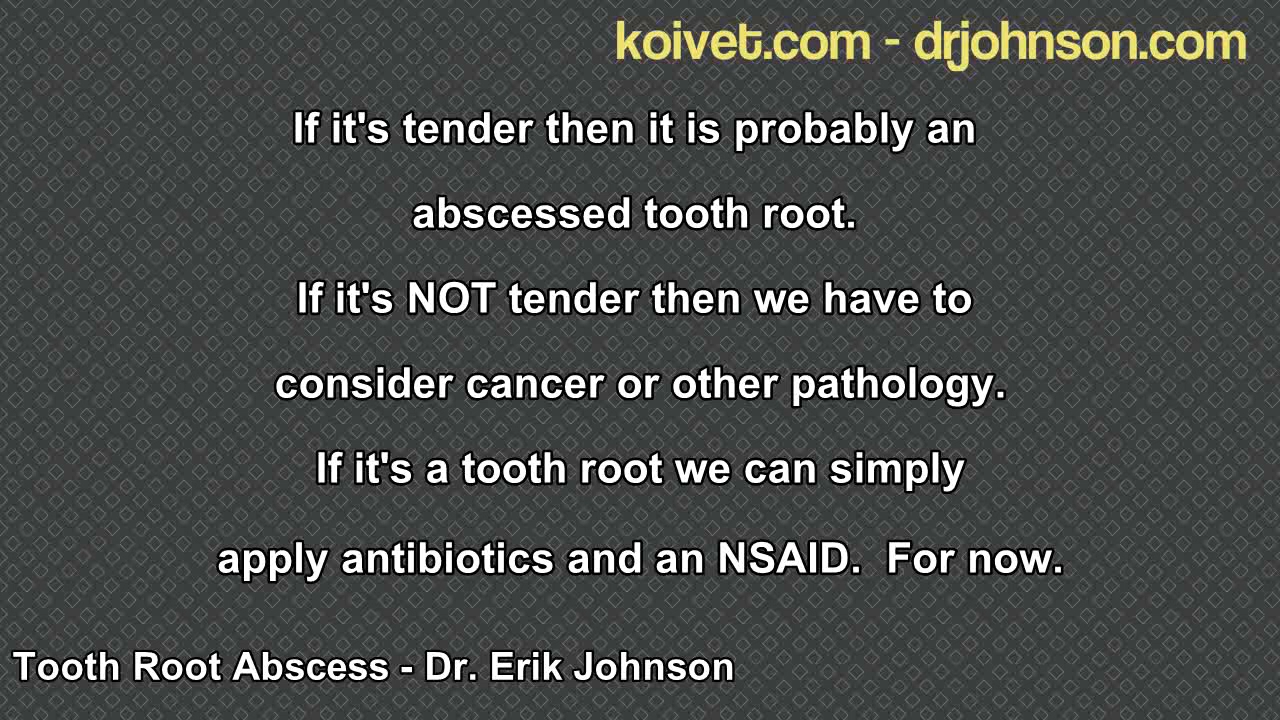 koivet.com - drjohnson.com
If it's tender then it is probably an
abscessed tooth root.
If it's NOT tender then we have to
consider cancer or other pathology.
If it's a tooth root we can simply
apply antibiotics and an NSAID.  For now.
Tooth Root Abscess - Dr. Erik Johnson